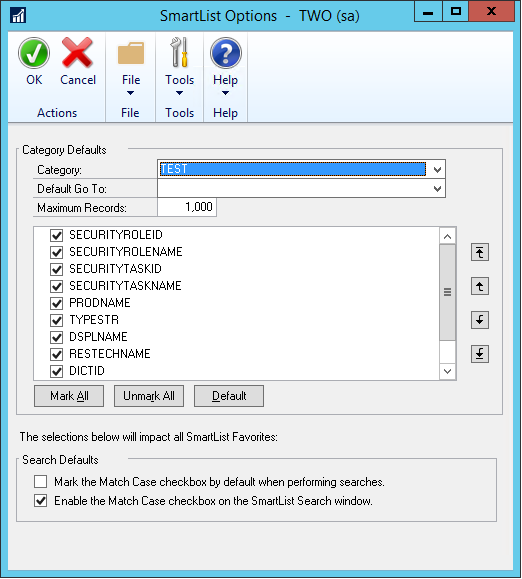 SmartList Options  -  TWO (sa)
OK Cancel File Tools Help
Actions File Tools Help
Category Defaults
Category: TEST
Default Go To:
Maximum Records: 1,000
SECURITYROLEID
SECURITYROLENAME
SECURITYTASKID
SECURITYTASKNAME
PRODNAME
TYPESTR
DSPLNAME
RESTECHNAME
DICTID
Mark All Unmark All Default
The selections below will impact all SmartList Favorites:
Search Defaults
Mark the Match Case checkbox by default when performing searches.
Enable the Match Case checkbox on the SmartList Search window.